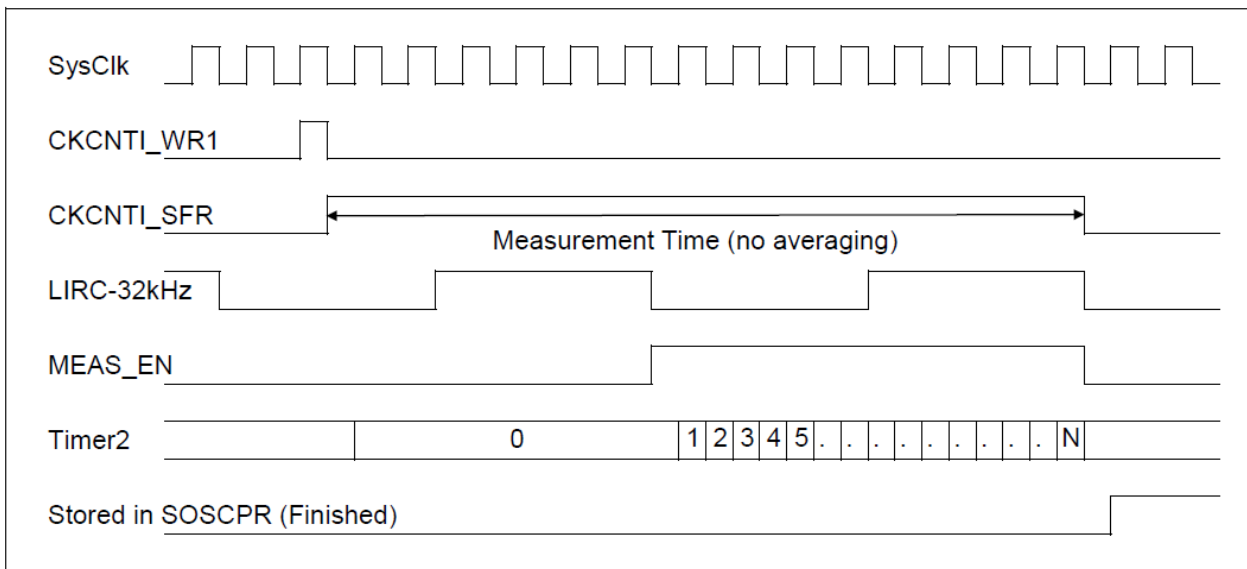 SysClk
CKCNTI_WR1
CKCNTI_SFR
Measurement Time (no averaging)
LIRC-32kHz
MEAS_EN
Timer2 0 1 2 3 4 5 . . . . . . . . . N
Stored in SOSCPR (Finished)